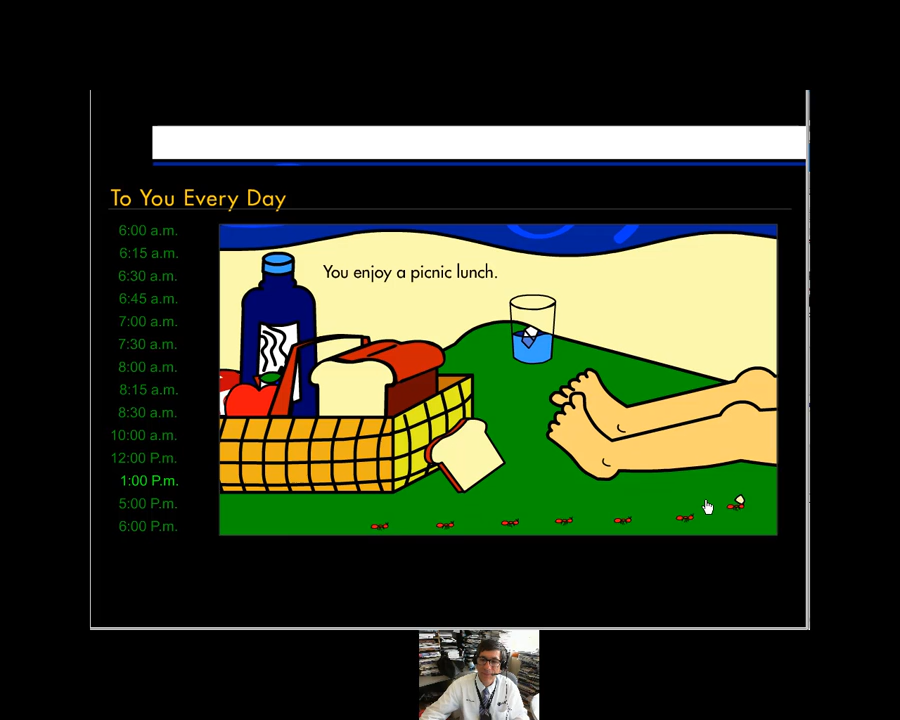 To You Every Day
6:00 a.m.
6:15 a.m.
6:30 a.m.
6:45 a.m.
7:00 a.m.
7:30 a.m.
8:00 a.m.
8:15 a.m.
8:30 a.m.
10:00 a.m.
12:00 P.m.
1:00 P.m.
5:00 P.m.
6:00 P.m.
You enjoy a picnic lunch.